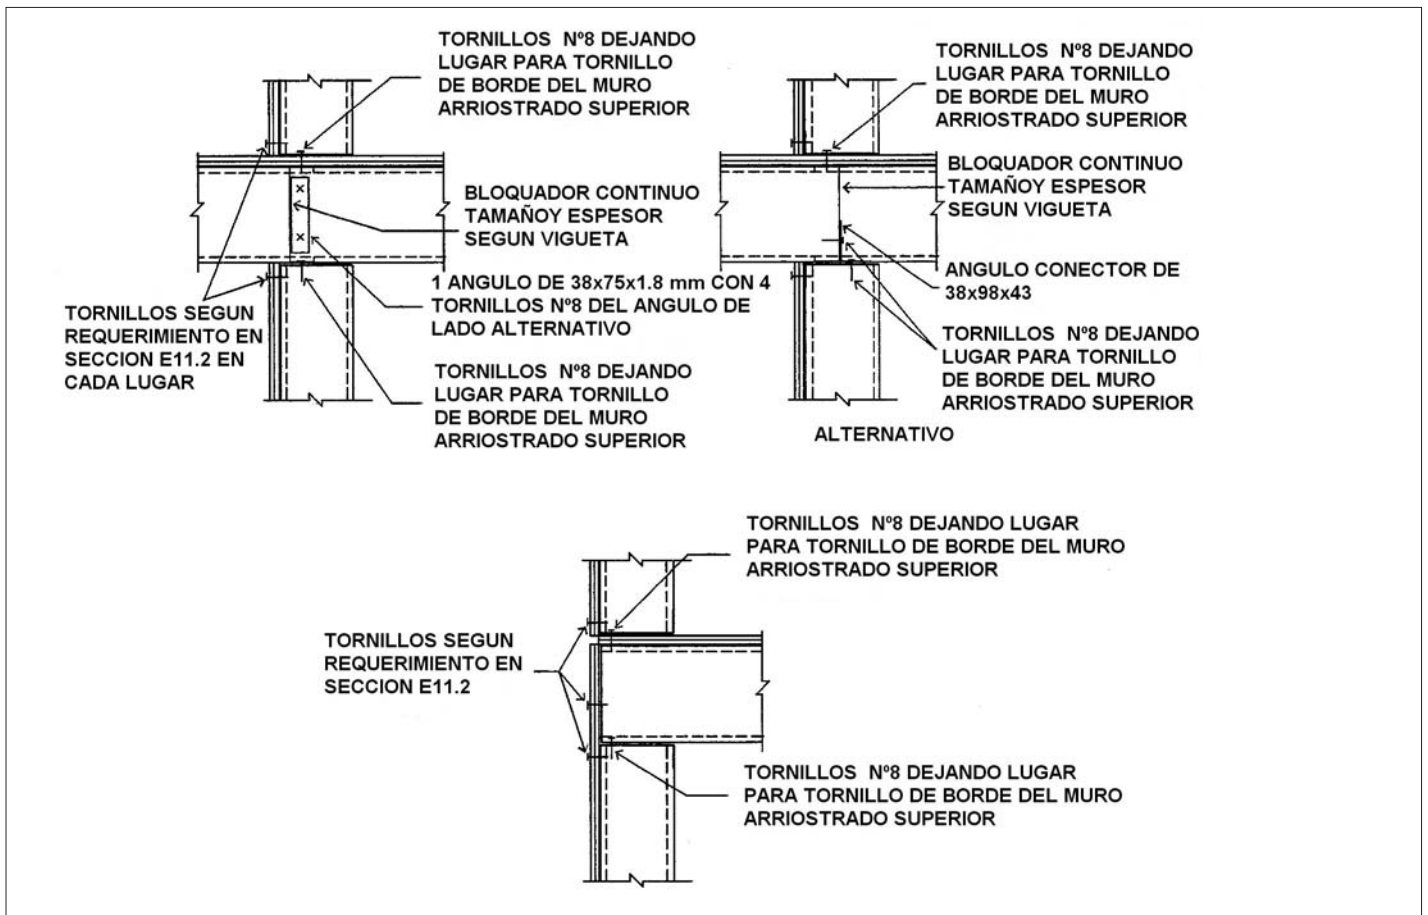 TORNILLOS Nº8 DEJANDO
LUGAR PARA TORNILLO
DE BORDE DEL MURO
ARRIOSTRADO SUPERIOR
BLOQUADOR CONTINUO
TAMAÑOY ESPESOR
SEGUN VIGUETA
1 ANGULO DE 38x75x1.8 mm CON 4
TORNILLOS Nº8 DEL ANGULO DE
LADO ALTERNATIVO
TORNILLOS SEGUN
REQUERIMIENTO EN
SECCION E11.2 EN
CADA LUGAR
TORNILLOS Nº8 DEJANDO
LUGAR PARA TORNILLO
DE BORDE DEL MURO
ARRIOSTRADO SUPERIOR
TORNILLOS Nº8 DEJANDO
LUGAR PARA TORNILLO
DE BORDE DEL MURO
ARRIOSTRADO SUPERIOR
BLOQUADOR CONTINUO
TAMAÑOY ESPESOR
SEGUN VIGUETA
ANGULO CONECTOR DE
38x98x43
TORNILLOS Nº8 DEJANDO
LUGAR PARA TORNILLO
DE BORDE DEL MURO
ARRIOSTRADO SUPERIOR
ALTERNATIVO
TORNILLOS Nº8 DEJANDO LUGAR
PARA TORNILLO DE BORDE DEL MURO
ARRIOSTRADO SUPERIOR
TORNILLOS SEGUN
REQUERIMIENTO EN
SECCION E11.2
TORNILLOS Nº8 DEJANDO LUGAR
PARA TORNILLO DE BORDE DEL MURO
ARRIOSTRADO SUPERIOR